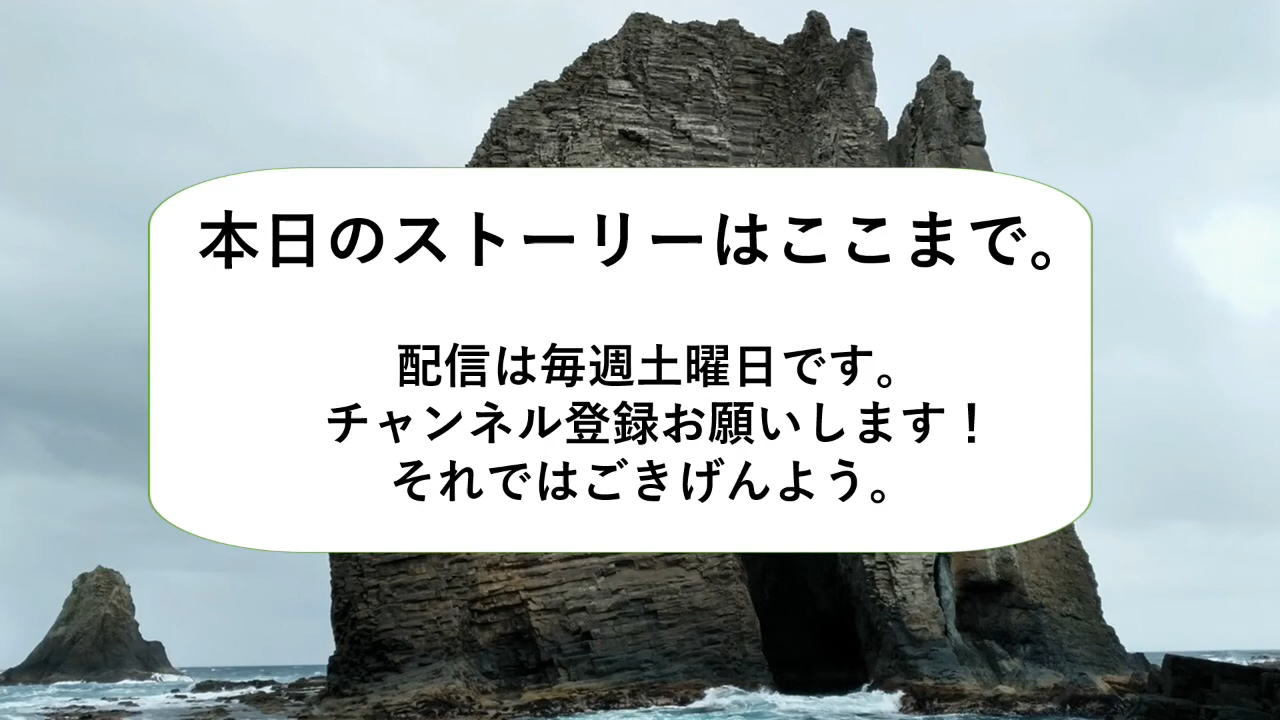 本日のストーリーはここまで。
配信は毎週土曜日です。
チャンネル登録お願いします！
それではごきげんよう。